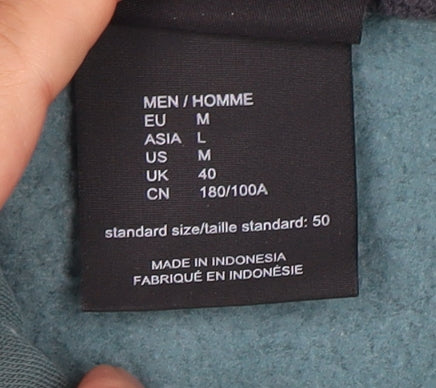 MEN / HOMME
EU M
ASIA L
US M
UK 40
CN 180/100A
standard size/taille standard: 50
MADE IN INDONESIA
FABRIQUÉ EN INDONÉSIE